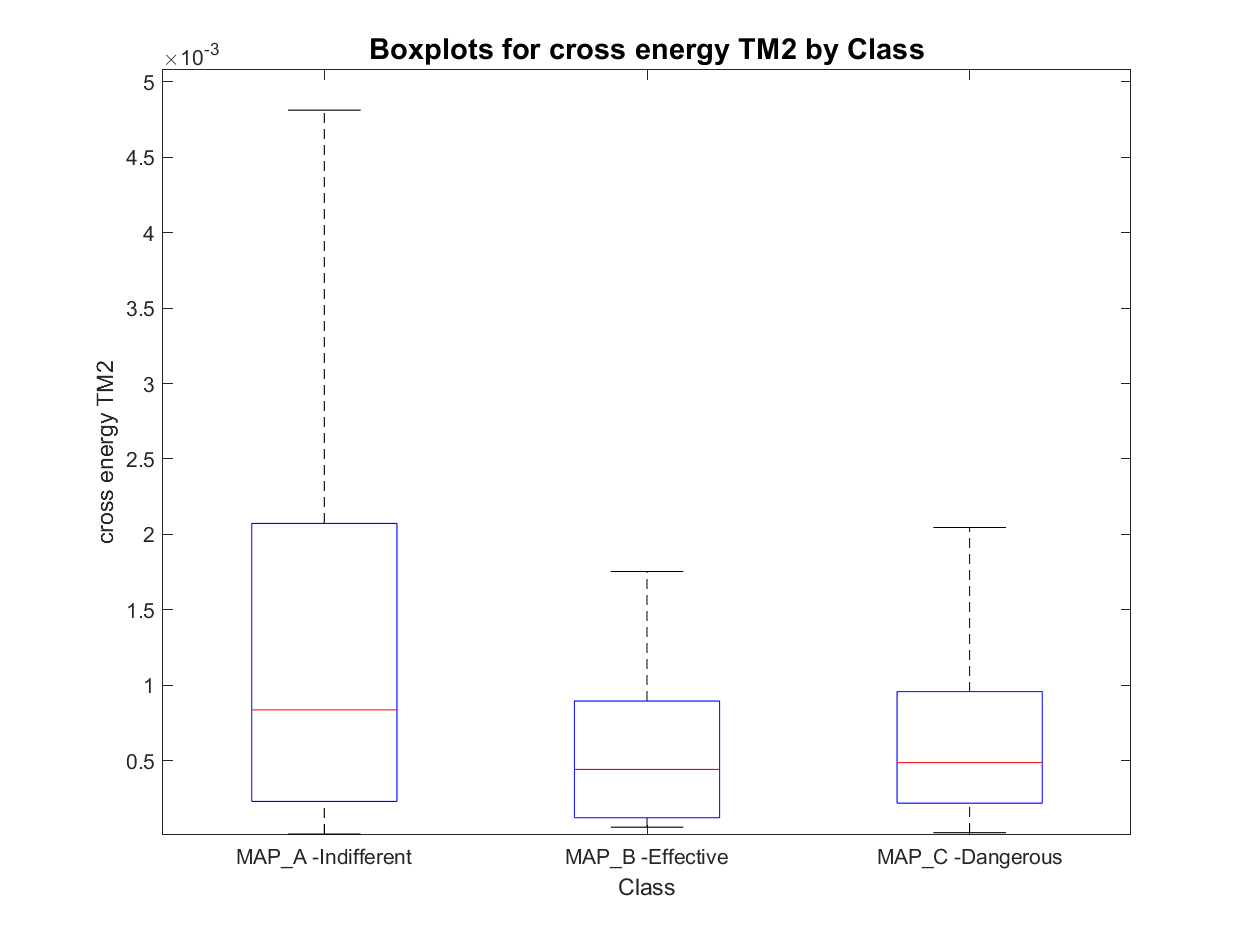 Boxplots for cross energy TM2 by Class
×10-3
5
4.5
4
3.5
3
2.5
2
1.5
1
0.5
cross energy TM2
MAP_A -Indifferent
MAP_B -Effective
MAP_C -Dangerous
Class